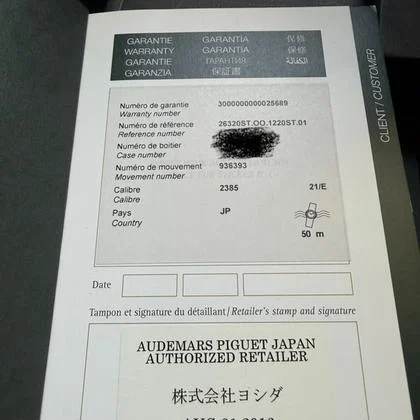 GARANTIE GARANTIA 保修
WARRANTY GARANTIA 保修
GARANTIE ГАРАНТИЯ الكفالة
GARANZIA 保証書
CLIENT / CUSTOMER
Numéro de garantie 3000000000025689
Warranty number
Numéro de référence 26320ST.OO.1220ST.01
Reference number
Numéro de boitier
Case number
Numéro de mouvement 936393
Movement number
Calibre 2385 21/E
Calibre
Pays JP
Country
50 m
Date
Tampon et signature du détaillant / Retailer's stamp and signature
AUDEMARS PIGUET JAPAN
AUTHORIZED RETAILER
株式会社ヨシダ